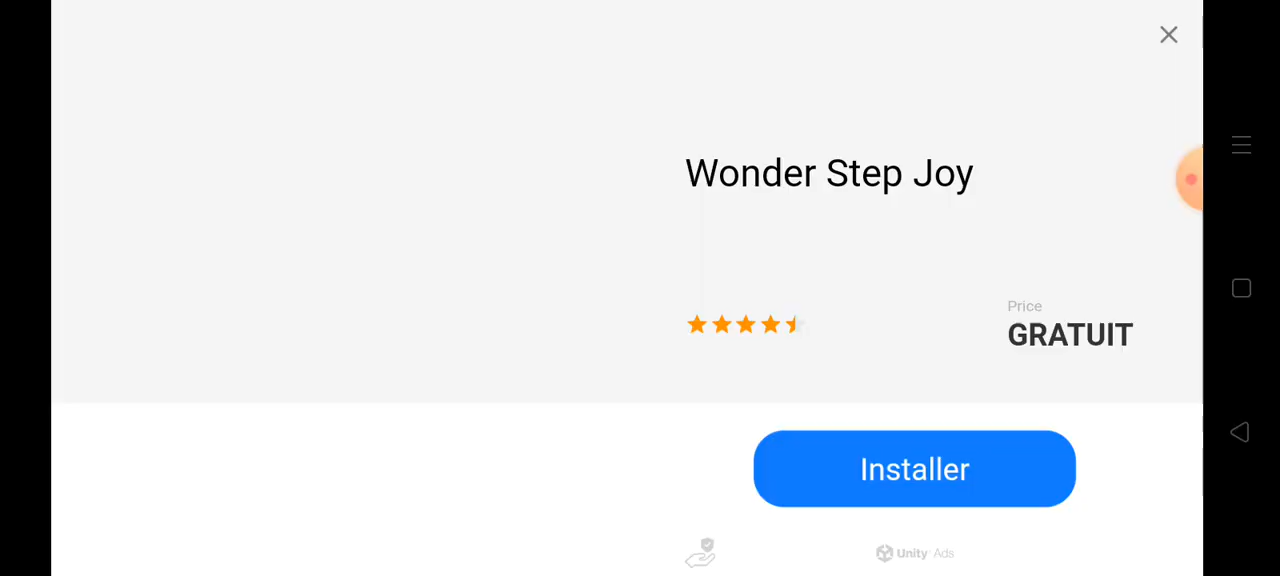 Wonder Step Joy
Price
GRATUIT
Installer
Unity Ads